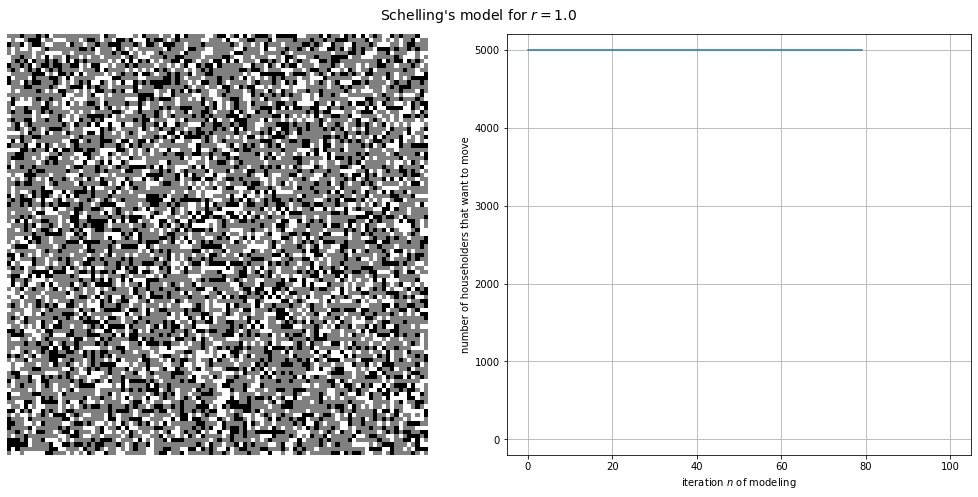 Schelling's model for r = 1.0
number of householders that want to move
5000
4000
3000
2000
1000
0
0 20 40 60 80 100
iteration n of modeling